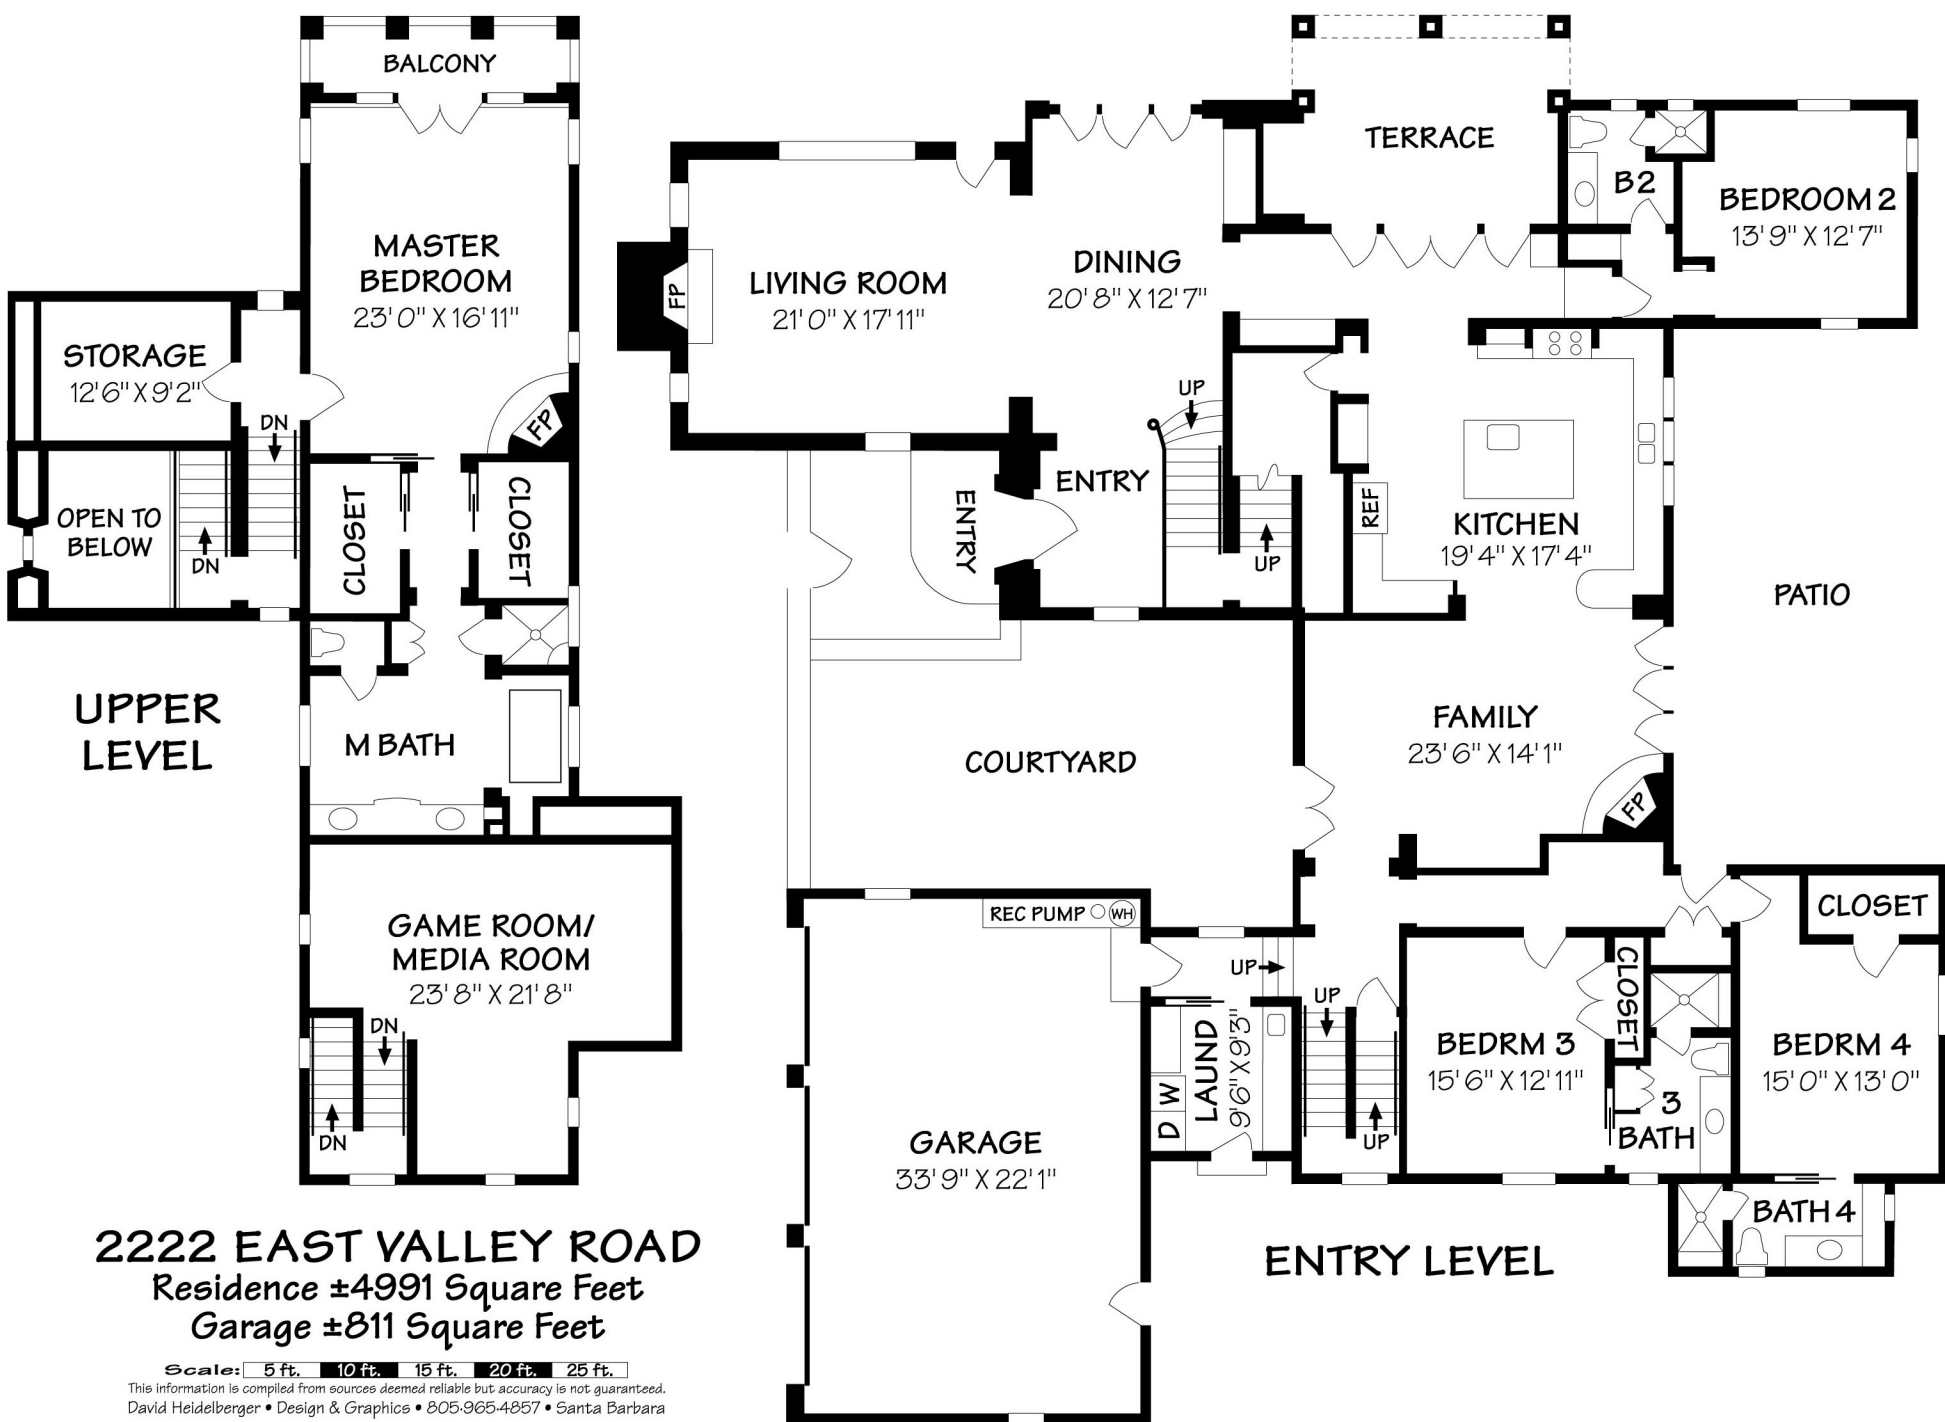 BALCONY
MASTER
BEDROOM
23'0" X 16'11"
STORAGE
12'6" X 9'2"
DN
FP
CLOSET
CLOSET
OPEN TO
BELOW
DN
UPPER
LEVEL
M BATH
GAME ROOM/
MEDIA ROOM
23'8" X 21'8"
DN
DN
2222 EAST VALLEY ROAD
Residence ±4991 Square Feet
Garage ±811 Square Feet
Scale: 5 ft. 10 ft. 15 ft. 20 ft. 25 ft.
This information is compiled from sources deemed reliable but accuracy is not guaranteed.
David Heidelberger • Design & Graphics • 805•965•4857 • Santa Barbara
TERRACE
B2
BEDROOM 2
13'9" X 12'7"
LIVING ROOM
21'0" X 17'11"
FP
DINING
20'8" X 12'7"
UP
ENTRY
ENTRY
UP
REF
KITCHEN
19'4" X 17'4"
PATIO
FAMILY
23'6" X 14'1"
FP
COURTYARD
REC PUMP
WH
CLOSET
UP
UP
UP
LAUND
9'6" X 9'3"
D W
BEDRM 3
15'6" X 12'11"
CLOSET
3
BATH
BEDRM 4
15'0" X 13'0"
GARAGE
33'9" X 22'1"
BATH 4
ENTRY LEVEL